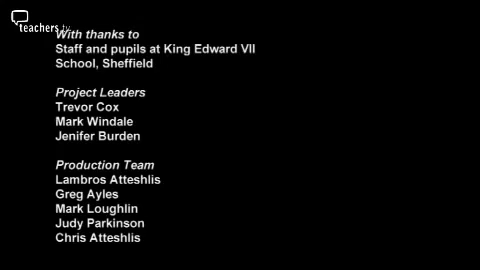 teachers.tv
With thanks to
Staff and pupils at King Edward VII
School, Sheffield
Project Leaders
Trevor Cox
Mark Windale
Jenifer Burden
Production Team
Lambros Atteshlis
Greg Ayles
Mark Loughlin
Judy Parkinson
Chris Atteshlis